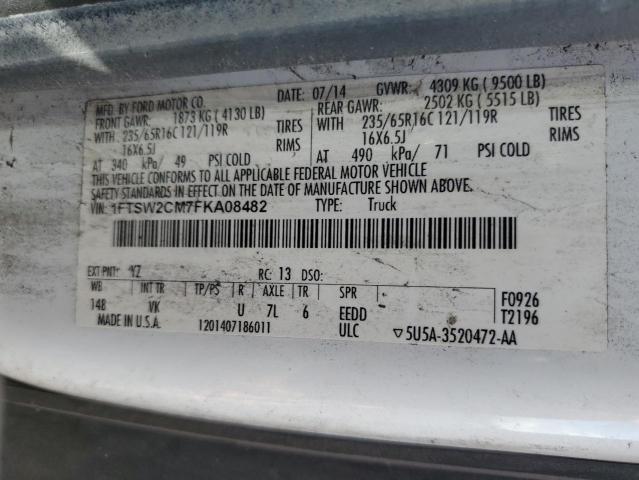 MFD. BY FORD MOTOR CO. DATE: 07/14 GVWR: 4309 KG ( 9500 LB)
FRONT GAWR: 1873 KG ( 4130 LB) REAR GAWR: 2502 KG ( 5515 LB)
WITH 235/65R16C 121/119R TIRES WITH 235/65R16C 121/119R TIRES
16X6.5J RIMS 16X6.5J RIMS
AT 340 kPa/ 49 PSI COLD AT 490 kPa/ 71 PSI COLD
THIS VEHICLE CONFORMS TO ALL APPLICABLE FEDERAL MOTOR VEHICLE
SAFETY STANDARDS IN EFFECT ON THE DATE OF MANUFACTURE SHOWN ABOVE.
VIN: 1FTSW2CM7FKA08482 TYPE: Truck
EXT PNT: YZ RC: 13 DSO:
WB INT TR TP/PS R AXLE TR SPR F0926
148 VK U 7L 6 EEDD T2196
MADE IN U.S.A. 1201407186011 ULC ▽5U5A-3520472-AA